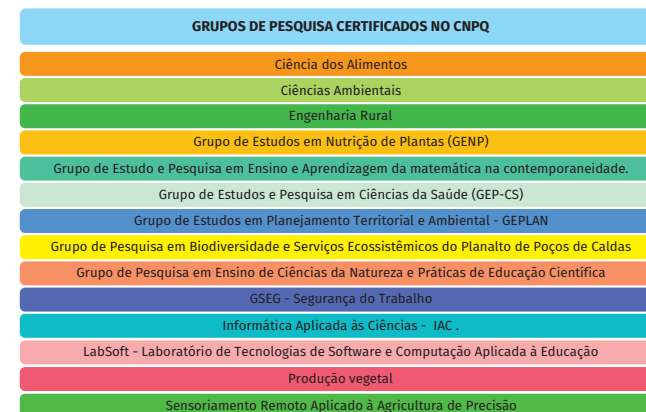 GRUPOS DE PESQUISA CERTIFICADOS NO CNPQ
Ciência dos Alimentos
Ciências Ambientais
Engenharia Rural
Grupo de Estudos em Nutrição de Plantas (GENP)
Grupo de Estudo e Pesquisa em Ensino e Aprendizagem da matemática na contemporaneidade.
Grupo de Estudos e Pesquisa em Ciências da Saúde (GEP-CS)
Grupo de Estudos em Planejamento Territorial e Ambiental - GEPLAN
Grupo de Pesquisa em Biodiversidade e Serviços Ecossistêmicos do Planalto de Poços de Caldas
Grupo de Pesquisa em Ensino de Ciências da Natureza e Práticas de Educação Científica
GSEG - Segurança do Trabalho
Informática Aplicada às Ciências - IAC .
LabSoft - Laboratório de Tecnologias de Software e Computação Aplicada à Educação
Produção vegetal
Sensoriamento Remoto Aplicado à Agricultura de Precisão